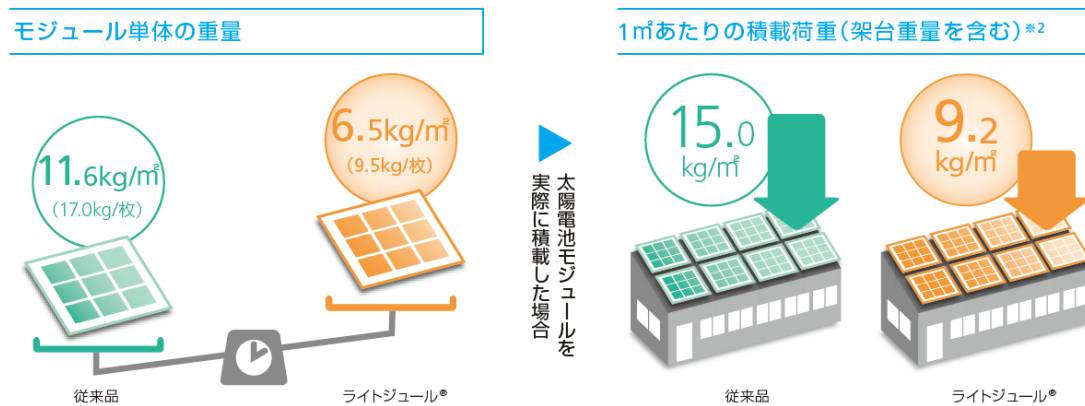 モジュール単体の重量
11.6kg/㎡
(17.0kg/枚)
6.5kg/㎡
(9.5kg/枚)
従来品
ライトジュール®
太陽電池モジュールを
実際に積載した場合
1㎡あたりの積載荷重(架台重量を含む)※2
15.0
kg/㎡
9.2
kg/㎡
従来品
ライトジュール®